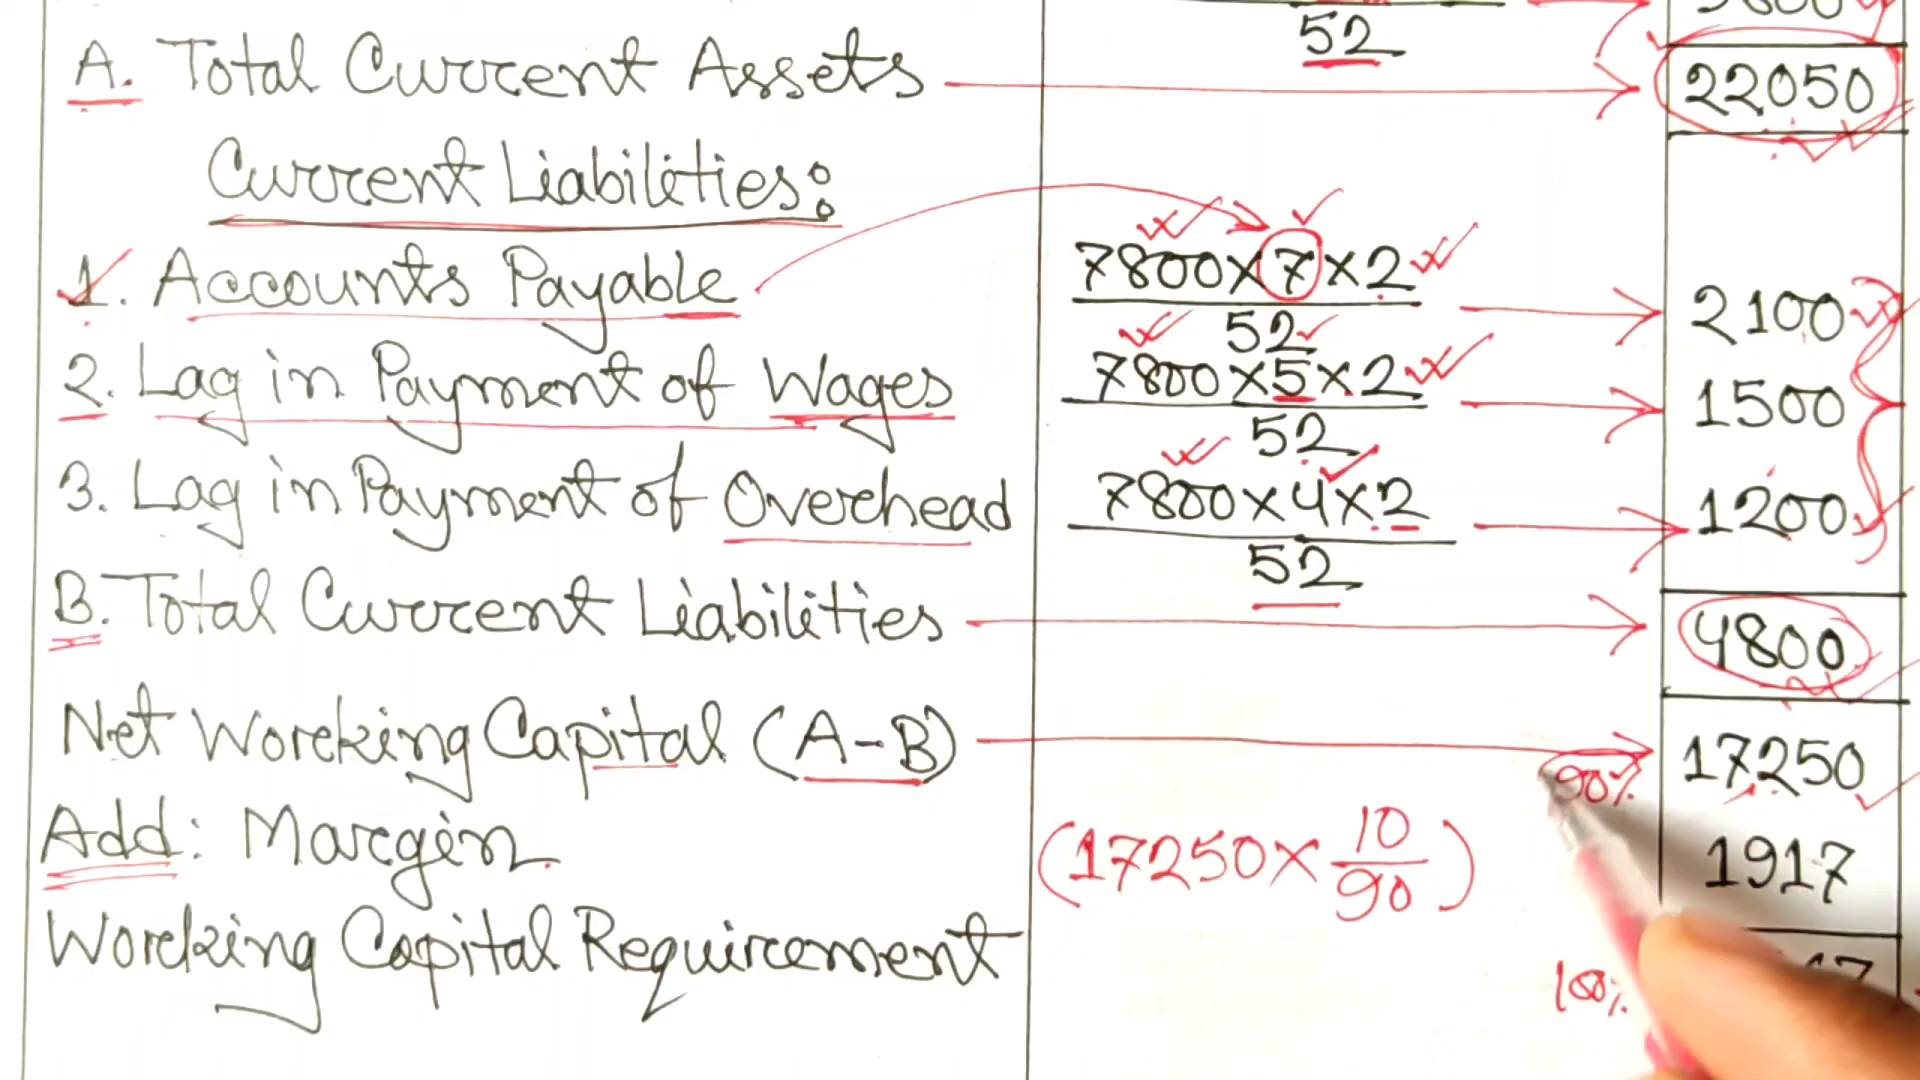 52
A. Total Current Assets 22050
Current Liabilities:
1. Accounts Payable 7800×7×2 2100
52
2. Lag in Payment of Wages 7800×5×2 1500
52
3. Lag in Payment of Overhead 7800×4×2 1200
52
B. Total Current Liabilities 4800
Net Working Capital (A-B) 17250
90%
Add: Margin (17250×10/90) 1917
Working Capital Requirement
100%